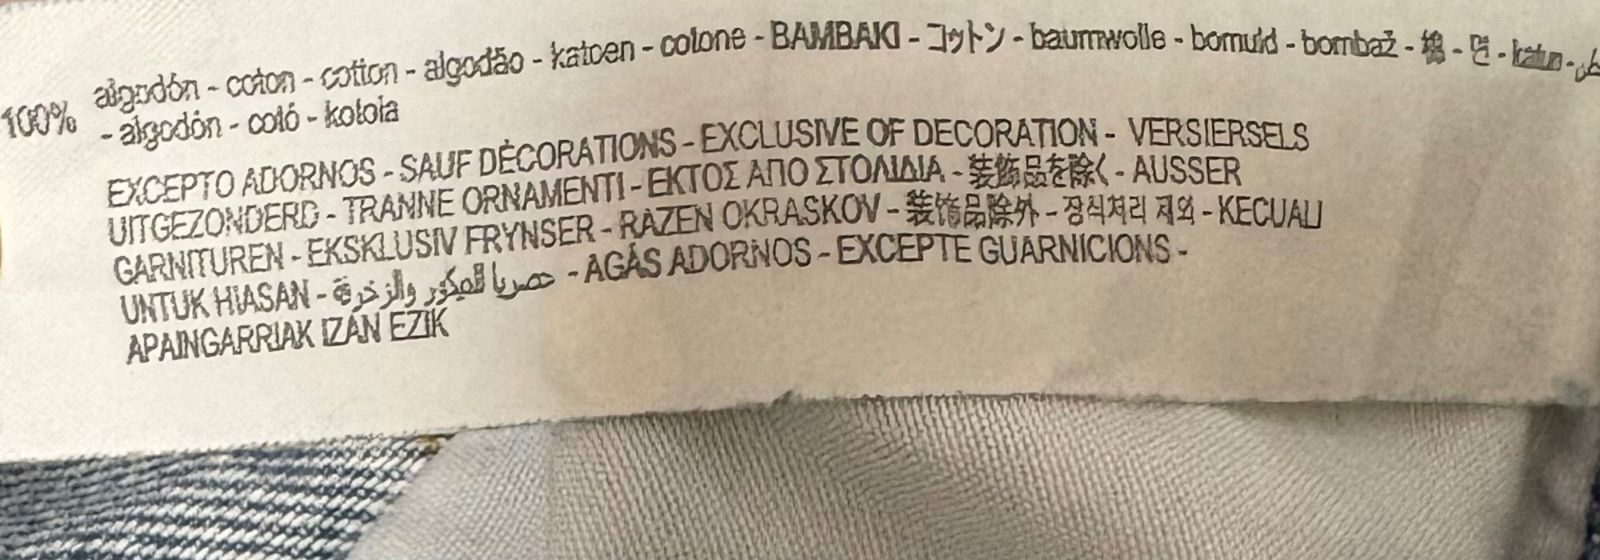 100% algodón - coton - cotton - algodão - katoen - cotone - BAMBAKI - コットン - baumwolle - bomuld - bombaž - 棉 - 면 - katun -
- algodón - cotó - kotoia
EXCEPTO ADORNOS - SAUF DÉCORATIONS - EXCLUSIVE OF DECORATION - VERSIERSELS
UITGEZONDERD - TRANNE ORNAMENTI - ΕΚΤΟΣ ΑΠΟ ΣΤΟΛΙΔΙΑ - 装飾品を除く - AUSSER
GARNITUREN - EKSKLUSIV FRYNSER - RAZEN OKRASKOV - 装饰品除外 - 장식처리 제외 - KECUALI
UNTUK HIASAN - حصريا للديكور والزخرة - AGÁS ADORNOS - EXCEPTE GUARNICIONS -
APAINGARRIAK IZAN EZIK